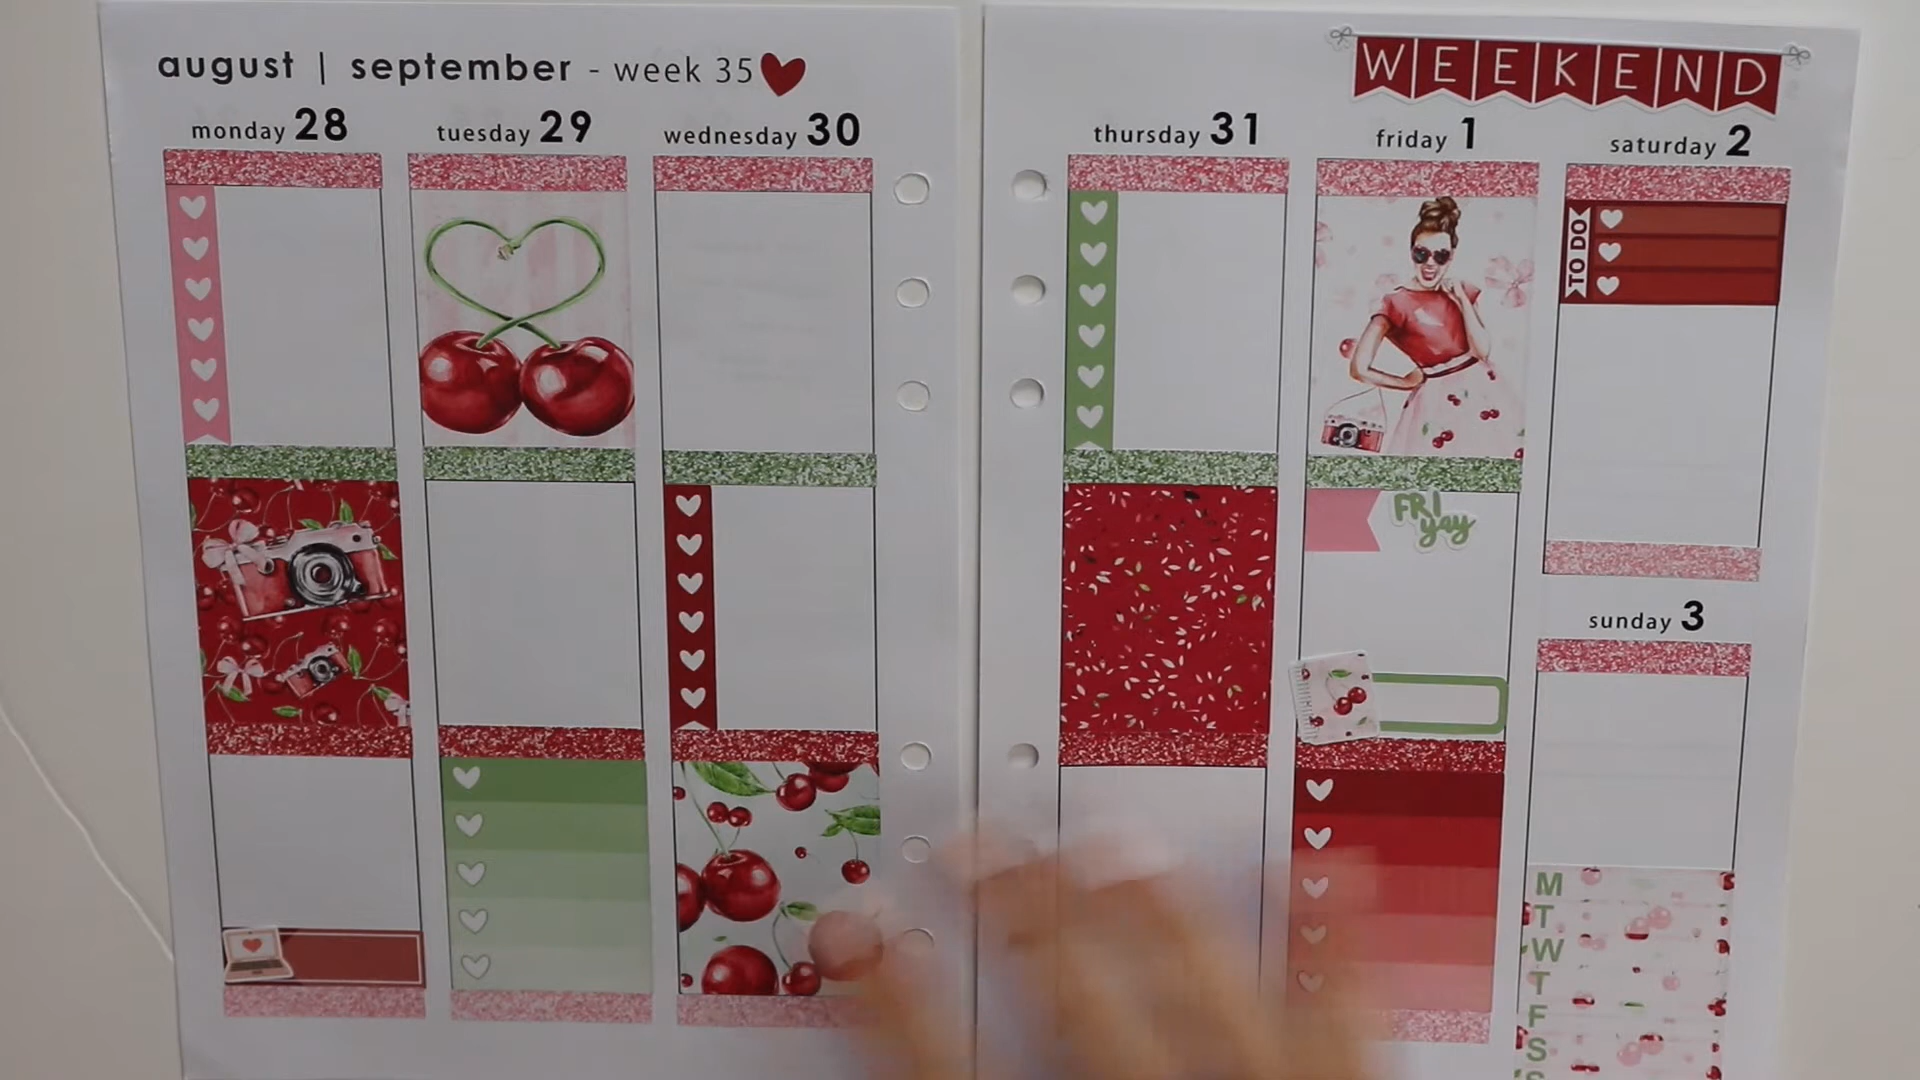 august | september - week 35
WEEKEND
monday 28
tuesday 29
wednesday 30
thursday 31
friday 1
saturday 2
TO DO
FRI
yay
sunday 3
M
T
W
T
F
S
S